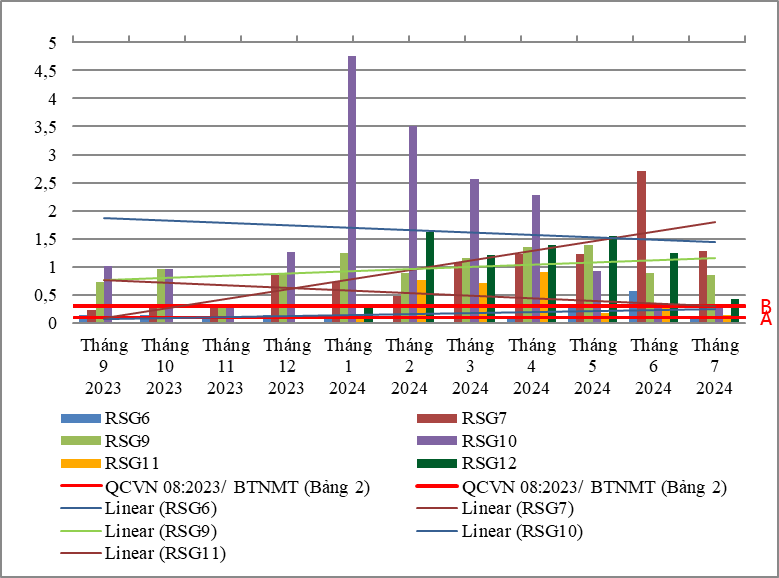 5
4,5
4
3,5
3
2,5
2
1,5
1
0,5
0
B
A
Tháng 9 2023
Tháng 10 2023
Tháng 11 2023
Tháng 12 2023
Tháng 1 2024
Tháng 2 2024
Tháng 3 2024
Tháng 4 2024
Tháng 5 2024
Tháng 6 2024
Tháng 7 2024
RSG6 RSG7
RSG9 RSG10
RSG11 RSG12
QCVN 08:2023/ BTNMT (Bảng 2) QCVN 08:2023/ BTNMT (Bảng 2)
Linear (RSG6) Linear (RSG7)
Linear (RSG9) Linear (RSG10)
Linear (RSG11)